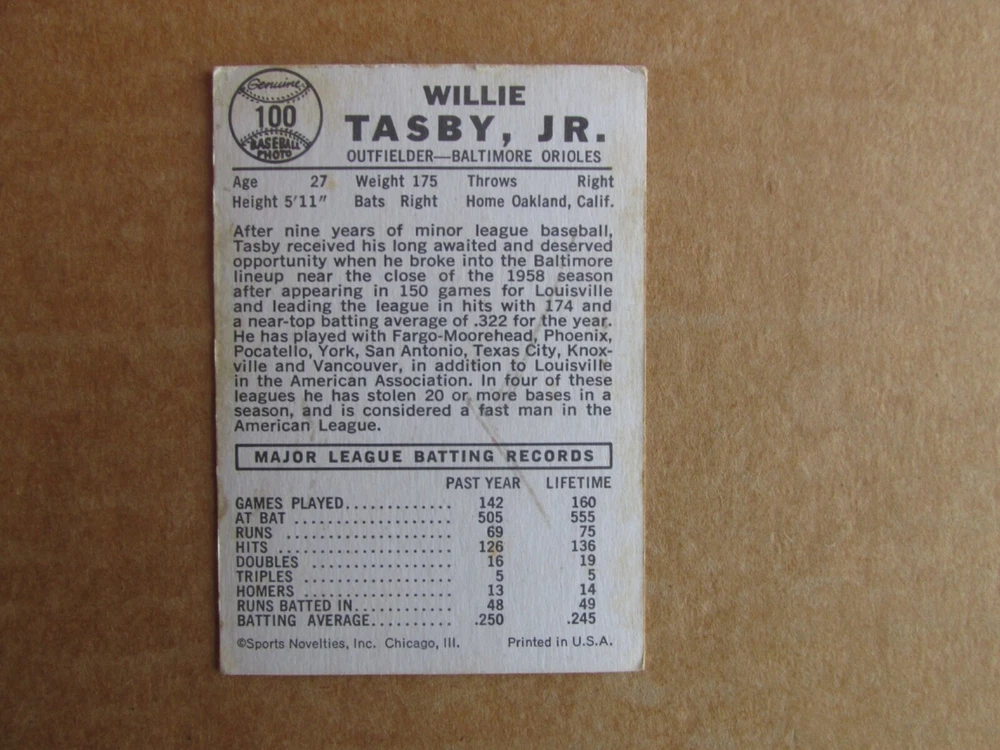 Genuine
100
BASEBALL
PHOTO
WILLIE
TASBY, JR.
OUTFIELDER—BALTIMORE ORIOLES
Age 27 Weight 175 Throws Right
Height 5'11" Bats Right Home Oakland, Calif.
After nine years of minor league baseball,
Tasby received his long awaited and deserved
opportunity when he broke into the Baltimore
lineup near the close of the 1958 season
after appearing in 150 games for Louisville
and leading the league in hits with 174 and
a near-top batting average of .322 for the year.
He has played with Fargo-Moorehead, Phoenix,
Pocatello, York, San Antonio, Texas City, Knox-
ville and Vancouver, in addition to Louisville
in the American Association. In four of these
leagues he has stolen 20 or more bases in a
season, and is considered a fast man in the
American League.
MAJOR LEAGUE BATTING RECORDS
PAST YEAR LIFETIME
GAMES PLAYED............. 142 160
AT BAT .................... 505 555
RUNS ..................... 69 75
HITS ...................... 126 136
DOUBLES .................. 16 19
TRIPLES .................. 5 5
HOMERS ................... 13 14
RUNS BATTED IN............ 48 49
BATTING AVERAGE.......... .250 .245
©Sports Novelties, Inc. Chicago, Ill. Printed in U.S.A.